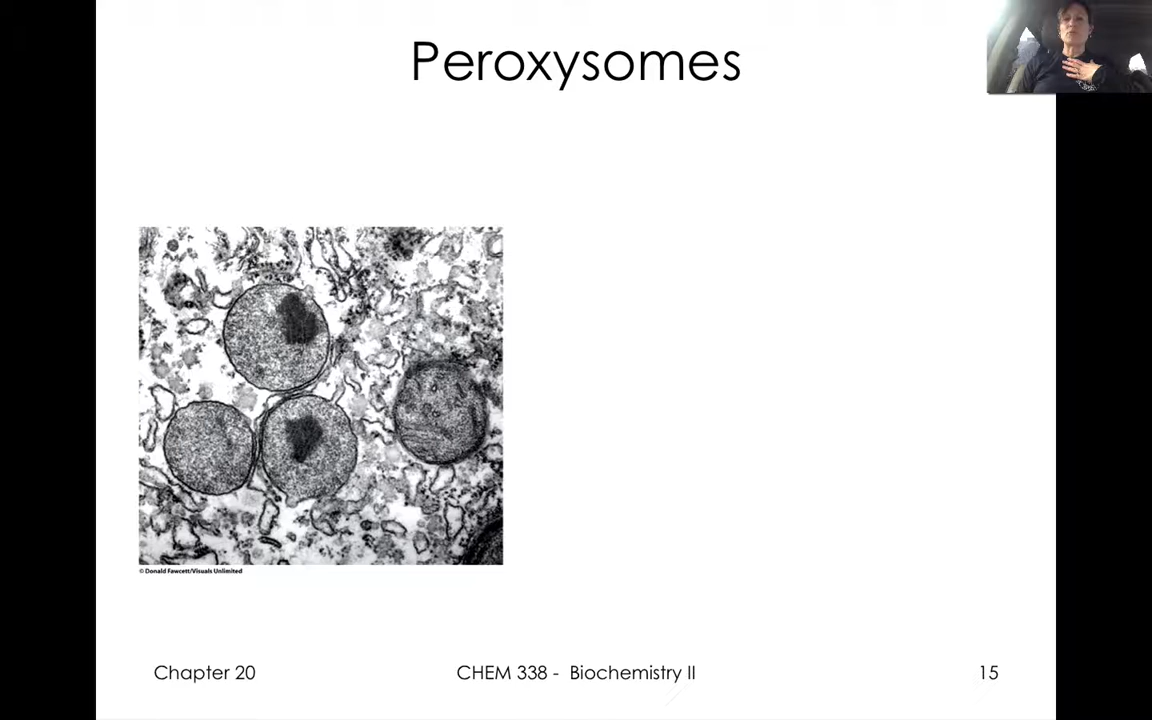 Peroxysomes
© Donald Fawcett/Visuals Unlimited
Chapter 20
CHEM 338 - Biochemistry II
15